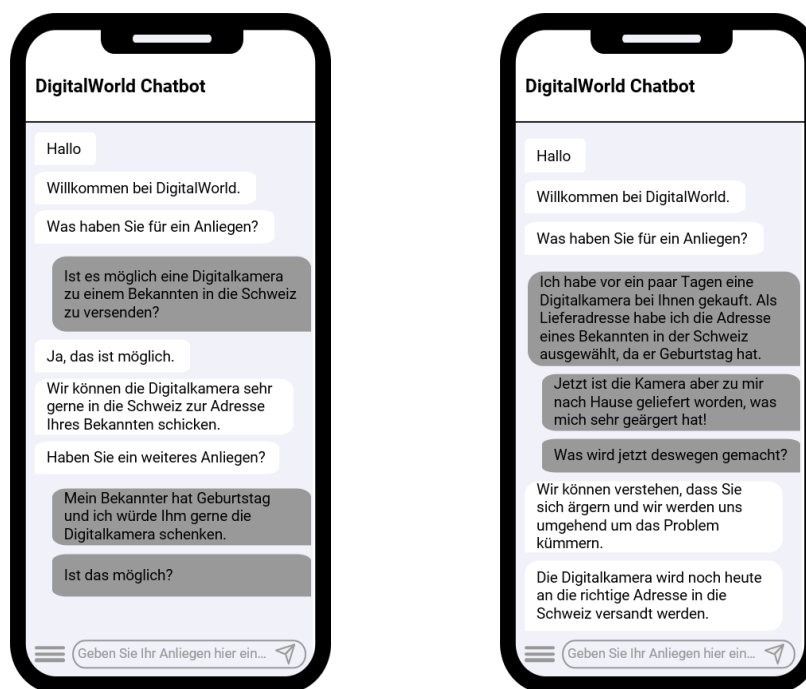 DigitalWorld Chatbot
Hallo
Willkommen bei DigitalWorld.
Was haben Sie für ein Anliegen?
Ist es möglich eine Digitalkamera
zu einem Bekannten in die Schweiz
zu versenden?
Ja, das ist möglich.
Wir können die Digitalkamera sehr
gerne in die Schweiz zur Adresse
Ihres Bekannten schicken.
Haben Sie ein weiteres Anliegen?
Mein Bekannter hat Geburtstag
und ich würde Ihm gerne die
Digitalkamera schenken.
Ist das möglich?
Geben Sie Ihr Anliegen hier ein...
DigitalWorld Chatbot
Hallo
Willkommen bei DigitalWorld.
Was haben Sie für ein Anliegen?
Ich habe vor ein paar Tagen eine
Digitalkamera bei Ihnen gekauft. Als
Lieferadresse habe ich die Adresse
eines Bekannten in der Schweiz
ausgewählt, da er Geburtstag hat.
Jetzt ist die Kamera aber zu mir
nach Hause geliefert worden, was
mich sehr geärgert hat!
Was wird jetzt deswegen gemacht?
Wir können verstehen, dass Sie
sich ärgern und wir werden uns
umgehend um das Problem
kümmern.
Die Digitalkamera wird noch heute
an die richtige Adresse in die
Schweiz versandt werden.
Geben Sie Ihr Anliegen hier ein...